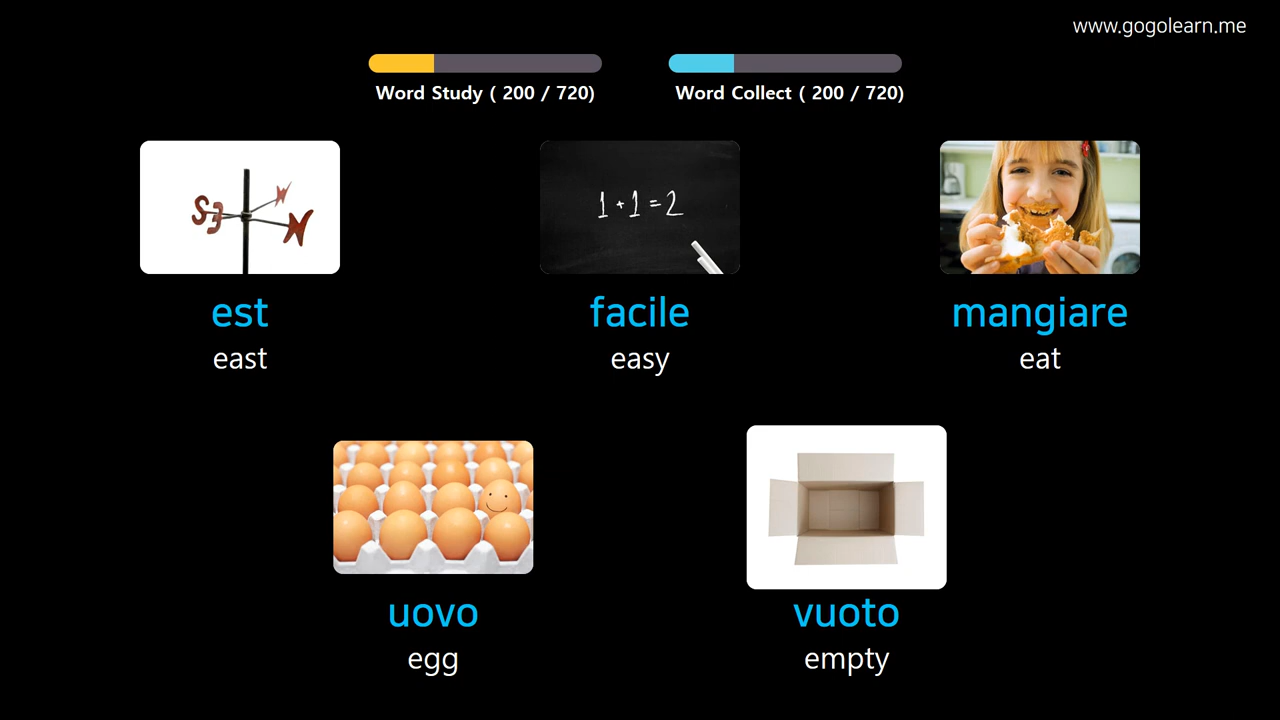 www.gogolearn.me
Word Study ( 200 / 720)
Word Collect ( 200 / 720)
S
E
N
1 + 1 = 2
est
facile
mangiare
east
easy
eat
uovo
vuoto
egg
empty